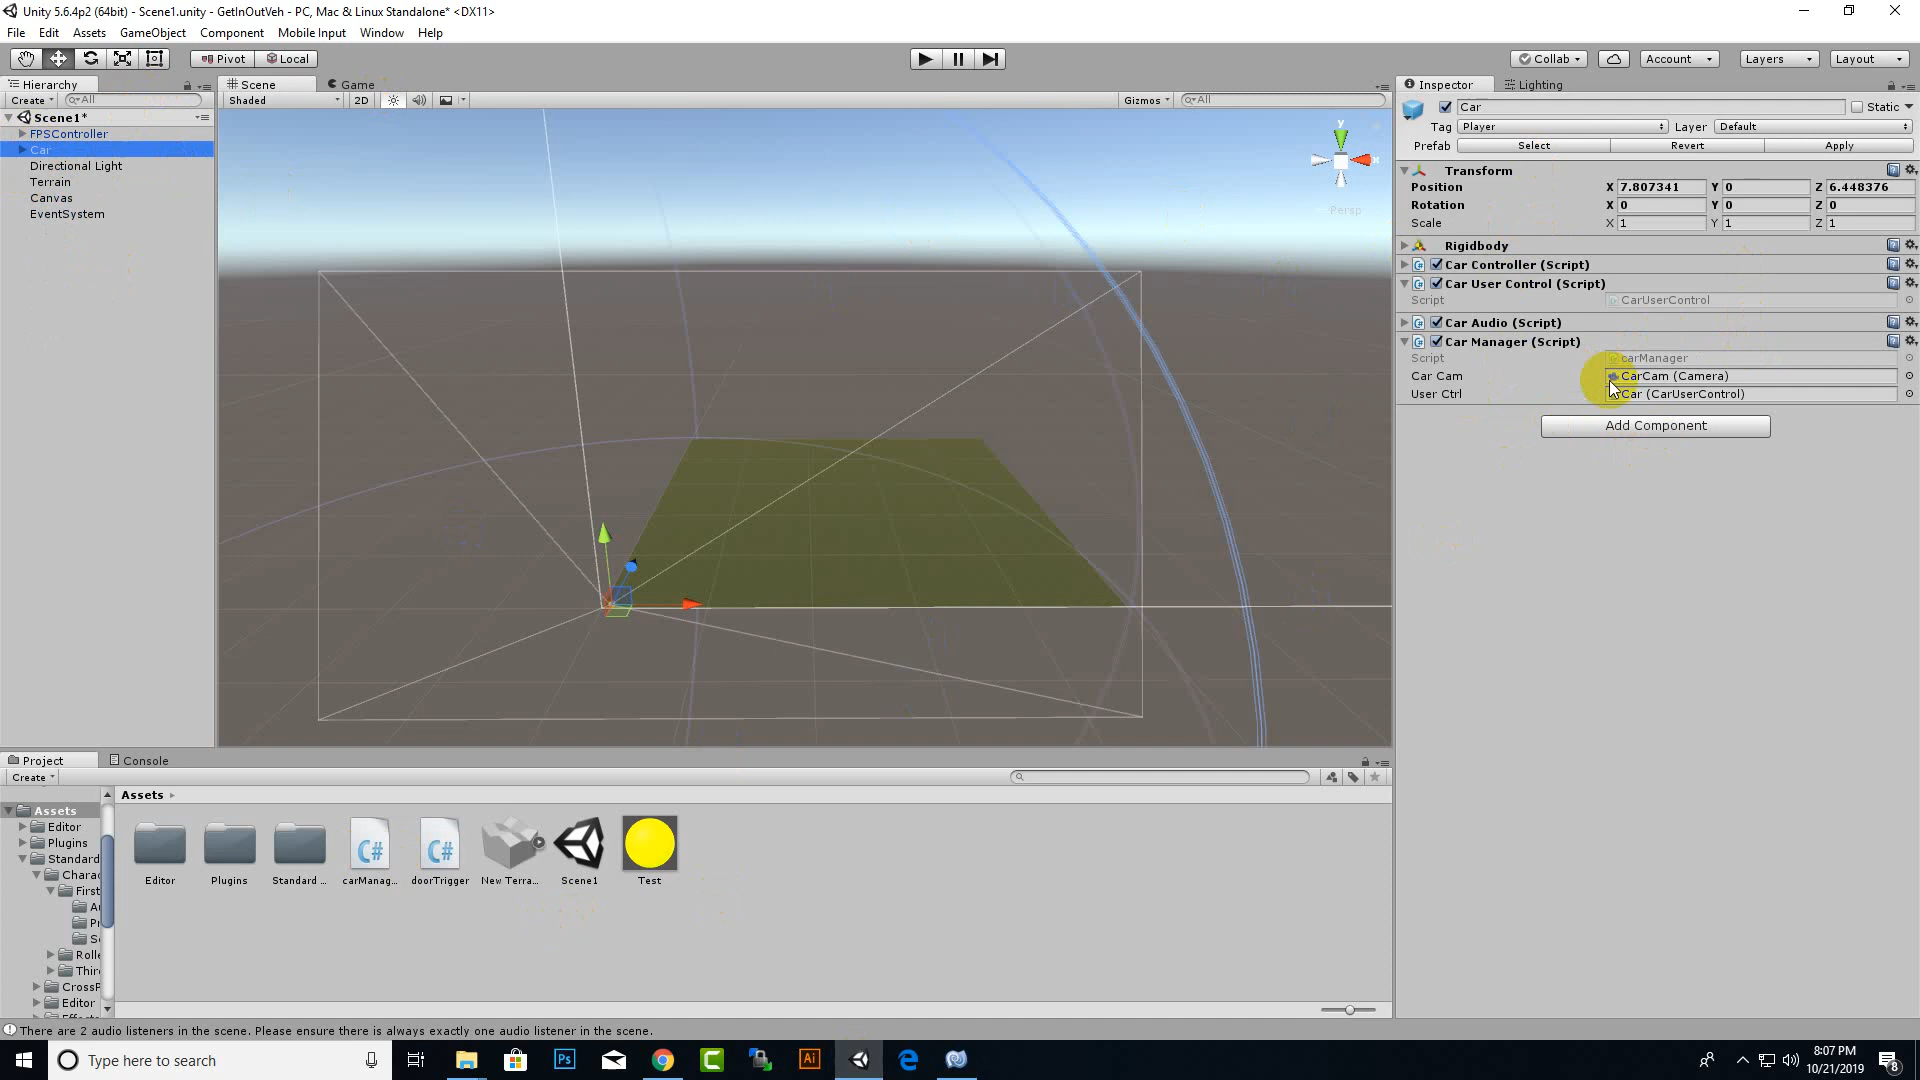 Unity 5.6.4p2 (64bit) - Scene1.unity - GetInOutVeh - PC, Mac & Linux Standalone* <DX11>
File Edit Assets GameObject Component Mobile Input Window Help
Pivot Local Collab Account Layers Layout
Hierarchy
Create All
Scene1*
FPSController
Car
Directional Light
Terrain
Canvas
EventSystem
Scene Game
Shaded 2D Gizmos All
y
x
Persp
Inspector Lighting
Car Static
Tag Player Layer Default
Prefab Select Revert Apply
Transform
Position X 7.807341 Y 0 Z 6.448376
Rotation X 0 Y 0 Z 0
Scale X 1 Y 1 Z 1
Rigidbody
Car Controller (Script)
Car User Control (Script)
Script CarUserControl
Car Audio (Script)
Car Manager (Script)
Script carManager
Car Cam CarCam (Camera)
User Ctrl Car (CarUserControl)
Add Component
Project Console
Create
Assets
Editor
Plugins
Standard
Chara
First
A
P
S
Rolle
Thir
CrossP
Editor
Assets
Editor Plugins Standard ... carManag... doorTrigger New Terra... Scene1 Test
There are 2 audio listeners in the scene. Please ensure there is always exactly one audio listener in the scene.
Type here to search
Ps
Ai
8:07 PM
10/21/2019
8